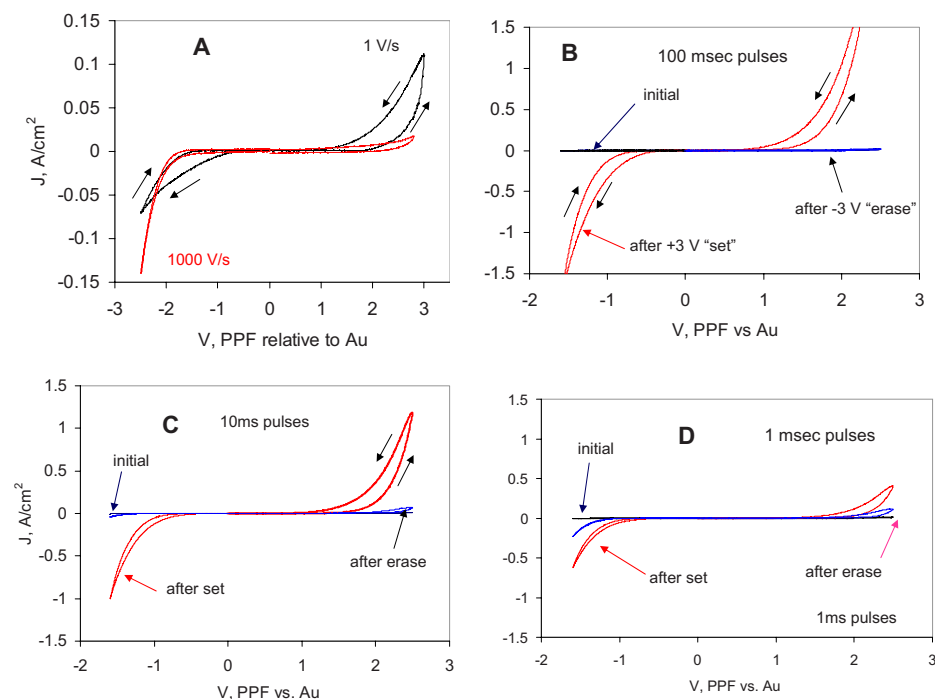 A
1 V/s
1000 V/s
J, A/cm²
0.1
0.05
0
-0.05
-0.1
0.15
-3 -2 -1 0 1 2 3
V, PPF relative to Au
B
100 msec pulses
initial
after -3 V “erase”
after +3 V “set”
1.5
1
0.5
0
-0.5
-1
-1.5
-2 -1 0 1 2 3
V, PPF vs Au
C
10ms pulses
initial
after erase
after set
J, A/cm²
1.5
1
0.5
0
-0.5
-1
-1.5
-2 -1 0 1 2 3
V, PPF vs. Au
D
1 msec pulses
initial
after set
after erase
1ms pulses
1.5
1
0.5
0
-0.5
-1
-1.5
-2 -1 0 1 2 3
V, PPF vs. Au